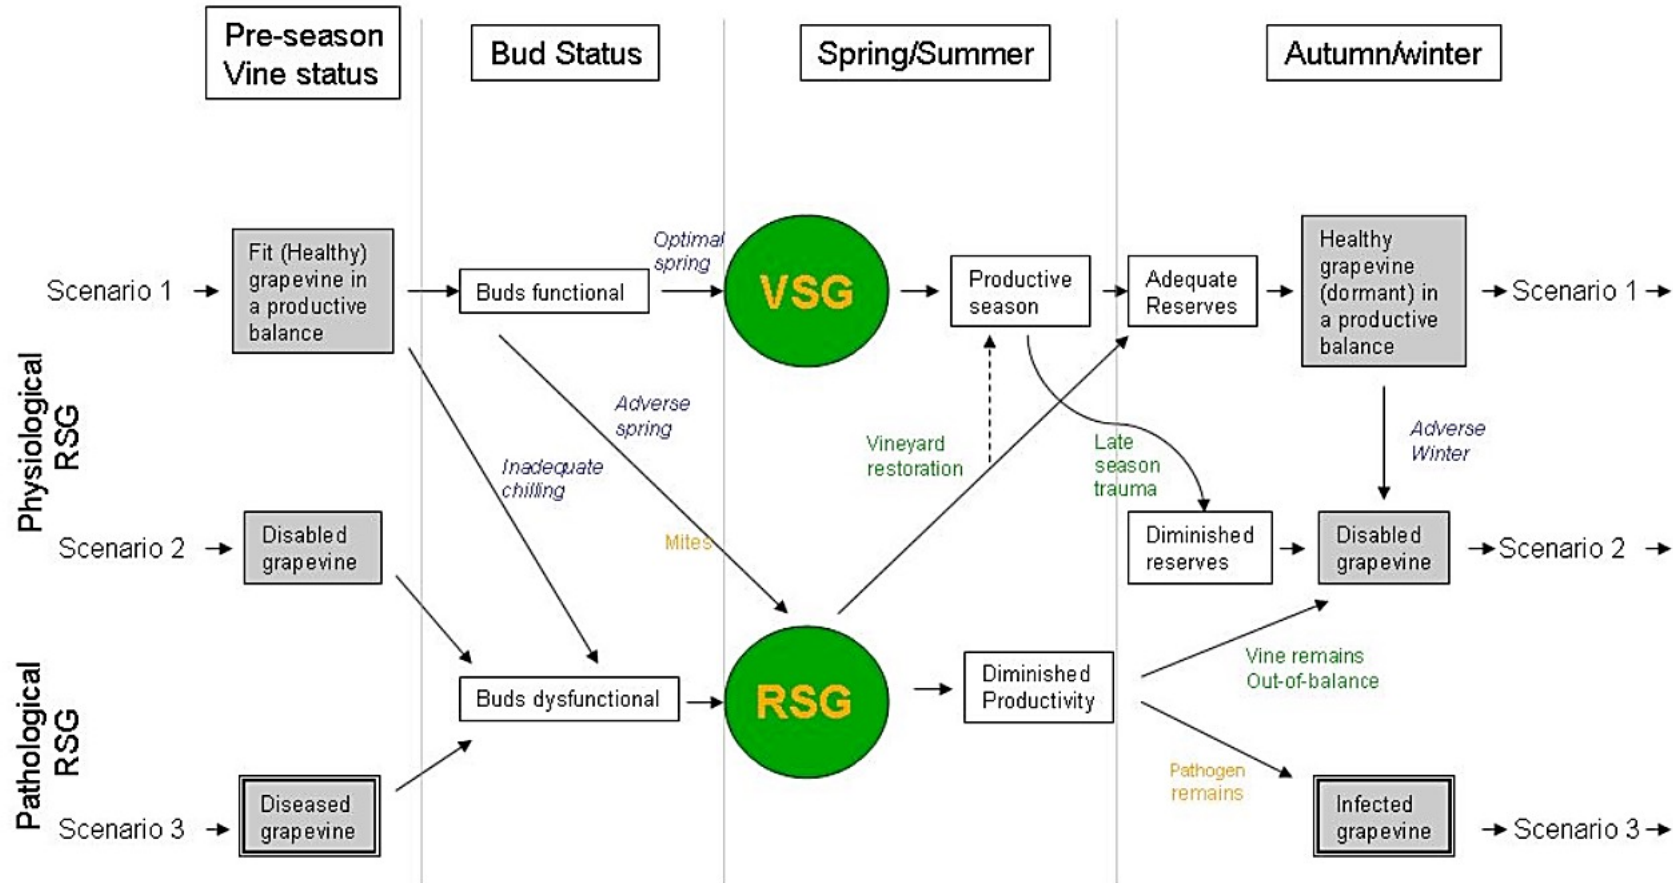 Pre-season
Vine status
Bud Status
Spring/Summer
Autumn/winter
Physiological
RSG
Pathological
RSG
Scenario 1
Fit (Healthy)
grapevine in
a productive
balance
Buds functional
Optimal
spring
VSG
Productive
season
Adequate
Reserves
Healthy
grapevine
(dormant) in
a productive
balance
Scenario 1
Adverse
spring
Inadequate
chilling
Mites
Vineyard
restoration
Late
season
trauma
Adverse
Winter
Scenario 2
Disabled
grapevine
Diminished
reserves
Disabled
grapevine
Scenario 2
Buds dysfunctional
RSG
Diminished
Productivity
Vine remains
Out-of-balance
Pathogen
remains
Scenario 3
Diseased
grapevine
Infected
grapevine
Scenario 3